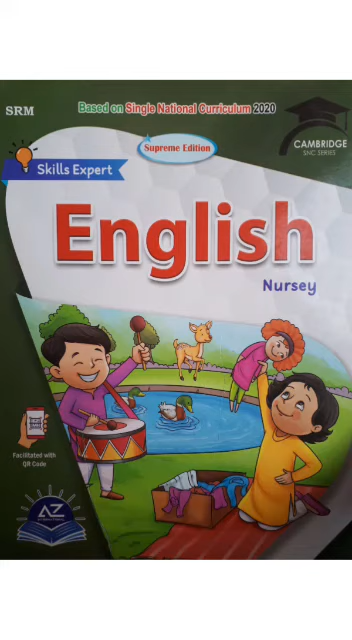 SRM
Based on Single National Curriculum 2020
CAMBRIDGE
SNC SERIES
Supreme Edition
Skills Expert
English
Nursey
Facilitated with
QR Code
AZ